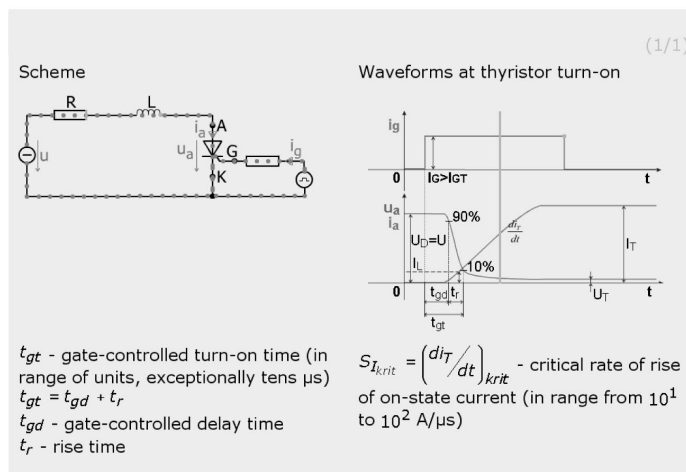 (1/1)
Scheme
R L
i_a A
u u_a G i_g
K
t_gt - gate-controlled turn-on time (in
range of units, exceptionally tens µs)
t_gt = t_gd + t_r
t_gd - gate-controlled delay time
t_r - rise time
Waveforms at thyristor turn-on
i_g
I_G>I_GT
0 t
u_a
i_a
90%
U_D=U
di_T/dt
I_T
I_L
10%
0 t_gd t_r U_T t
t_gt
S_I_krit = (di_T/dt)_krit - critical rate of rise
of on-state current (in range from 10^1
to 10^2 A/µs)